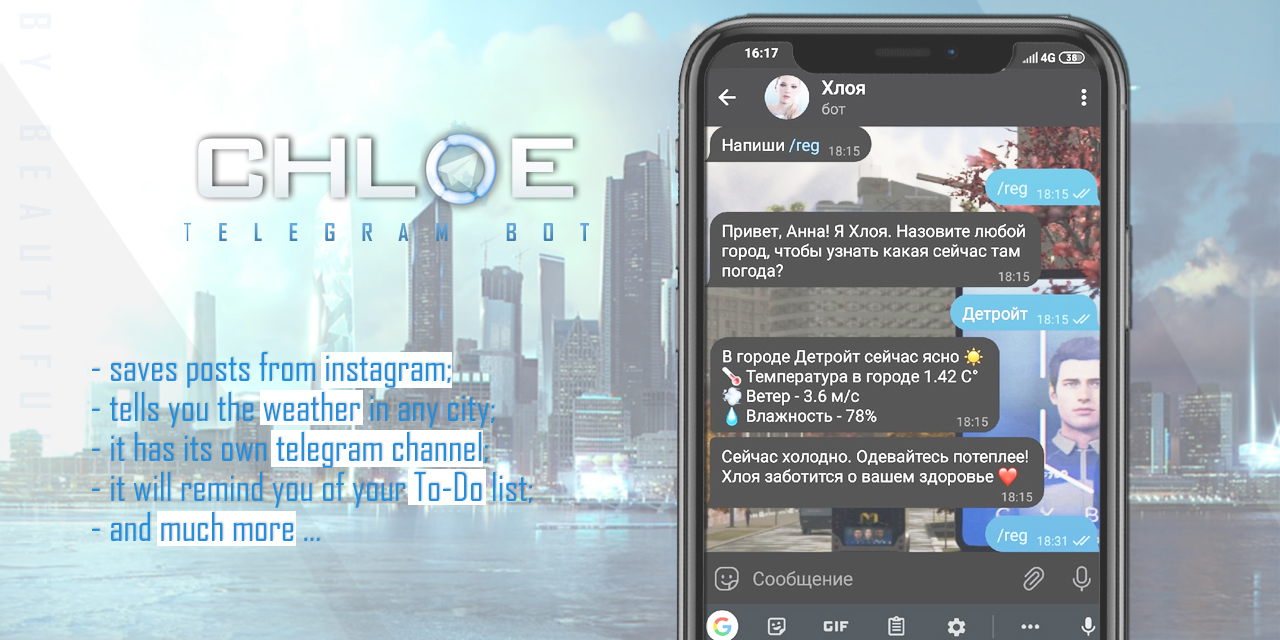 BY BEAUTIFU
CHLOE
TELEGRAM BOT
- saves posts from instagram;
- tells you the weather in any city;
- it has its own telegram channel;
- it will remind you of your To-Do list;
- and much more ...
16:17
4G 38
Хлоя
бот
Напиши /reg 18:15
/reg 18:15
Привет, Анна! Я Хлоя. Назовите любой
город, чтобы узнать какая сейчас там
погода?
18:15
Детройт 18:15
В городе Детройт сейчас ясно ☀️
🌡️ Температура в городе 1.42 C°
💨 Ветер - 3.6 м/с
💧 Влажность - 78%
18:15
Сейчас холодно. Одевайтесь потеплее!
Хлоя заботится о вашем здоровье ❤️
18:15
C Y B
/reg 18:31
Сообщение
G GIF